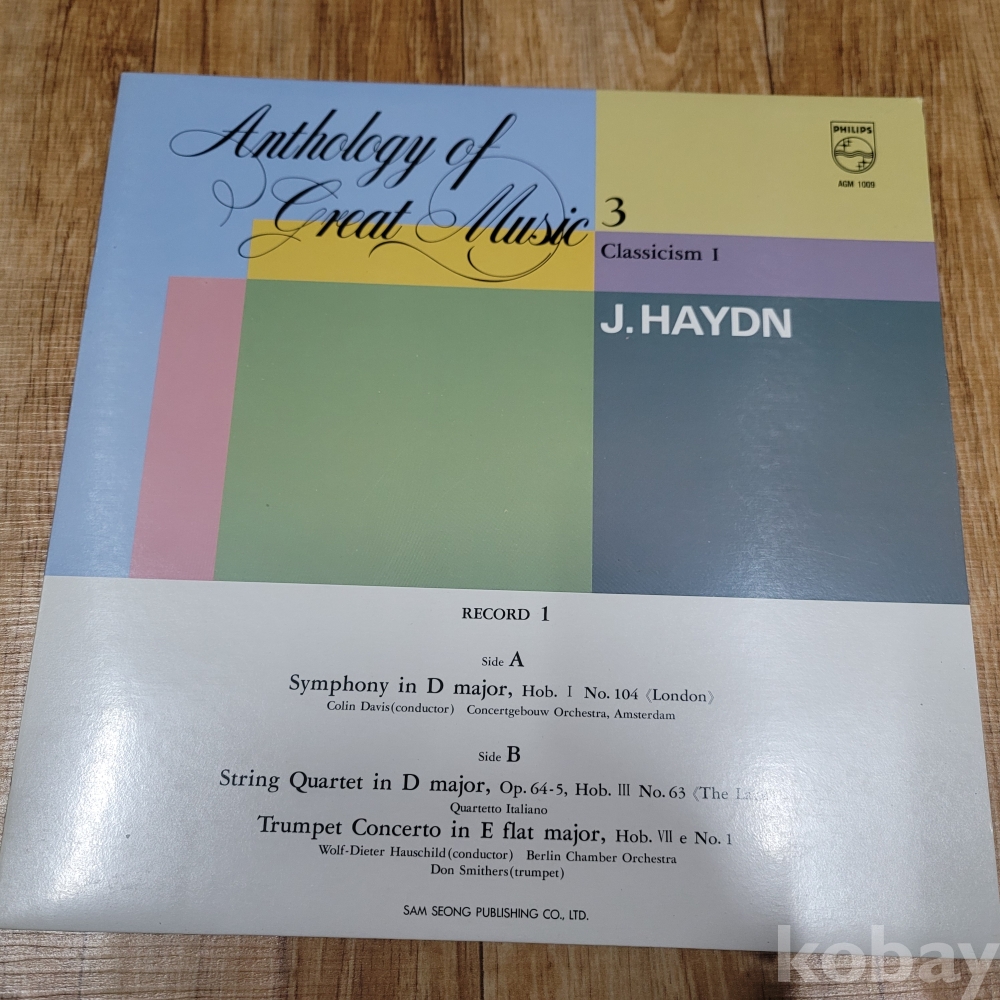 Anthology of
Great Music 3
PHILIPS
AGM 1009
Classicism I
J. HAYDN
RECORD 1
Side A
Symphony in D major, Hob. I No. 104 《London》
Colin Davis(conductor) Concertgebouw Orchestra, Amsterdam
Side B
String Quartet in D major, Op. 64-5, Hob. III No. 63 《The
Quartetto Italiano
Trumpet Concerto in E flat major, Hob. VII e No. 1
Wolf-Dieter Hauschild(conductor) Berlin Chamber Orchestra
Don Smithers(trumpet)
SAM SEONG PUBLISHING CO., LTD.
kobay